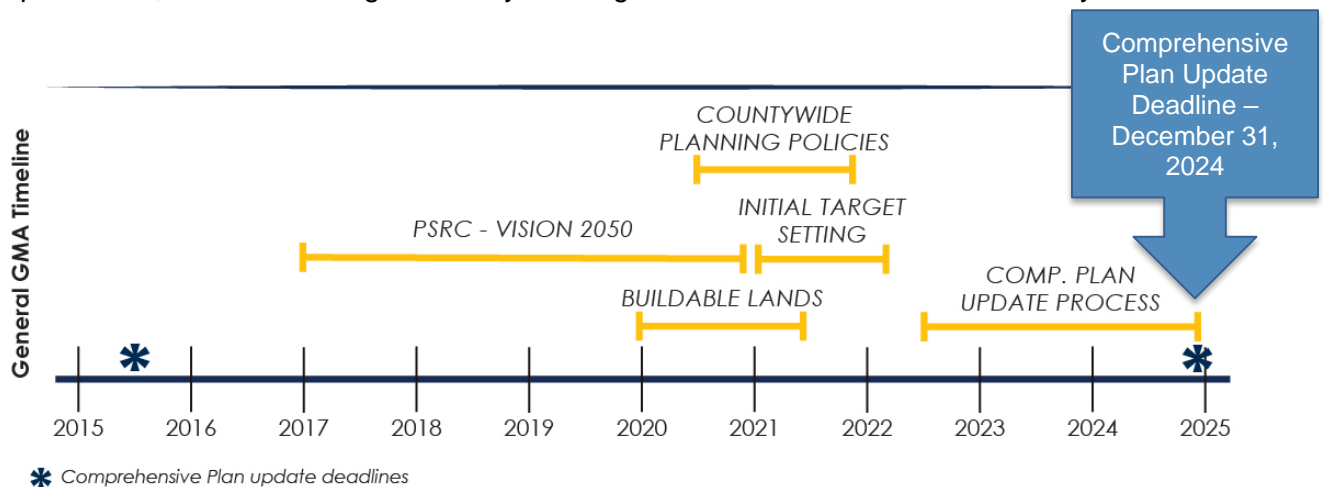 Comprehensive
Plan Update
Deadline –
December 31,
2024
General GMA Timeline
COUNTYWIDE
PLANNING POLICIES
PSRC - VISION 2050
INITIAL TARGET
SETTING
BUILDABLE LANDS
COMP. PLAN
UPDATE PROCESS
2015 2016 2017 2018 2019 2020 2021 2022 2023 2024 2025
Comprehensive Plan update deadlines